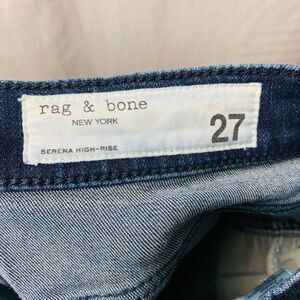 rag & bone
NEW YORK
27
SERENA HIGH-RISE